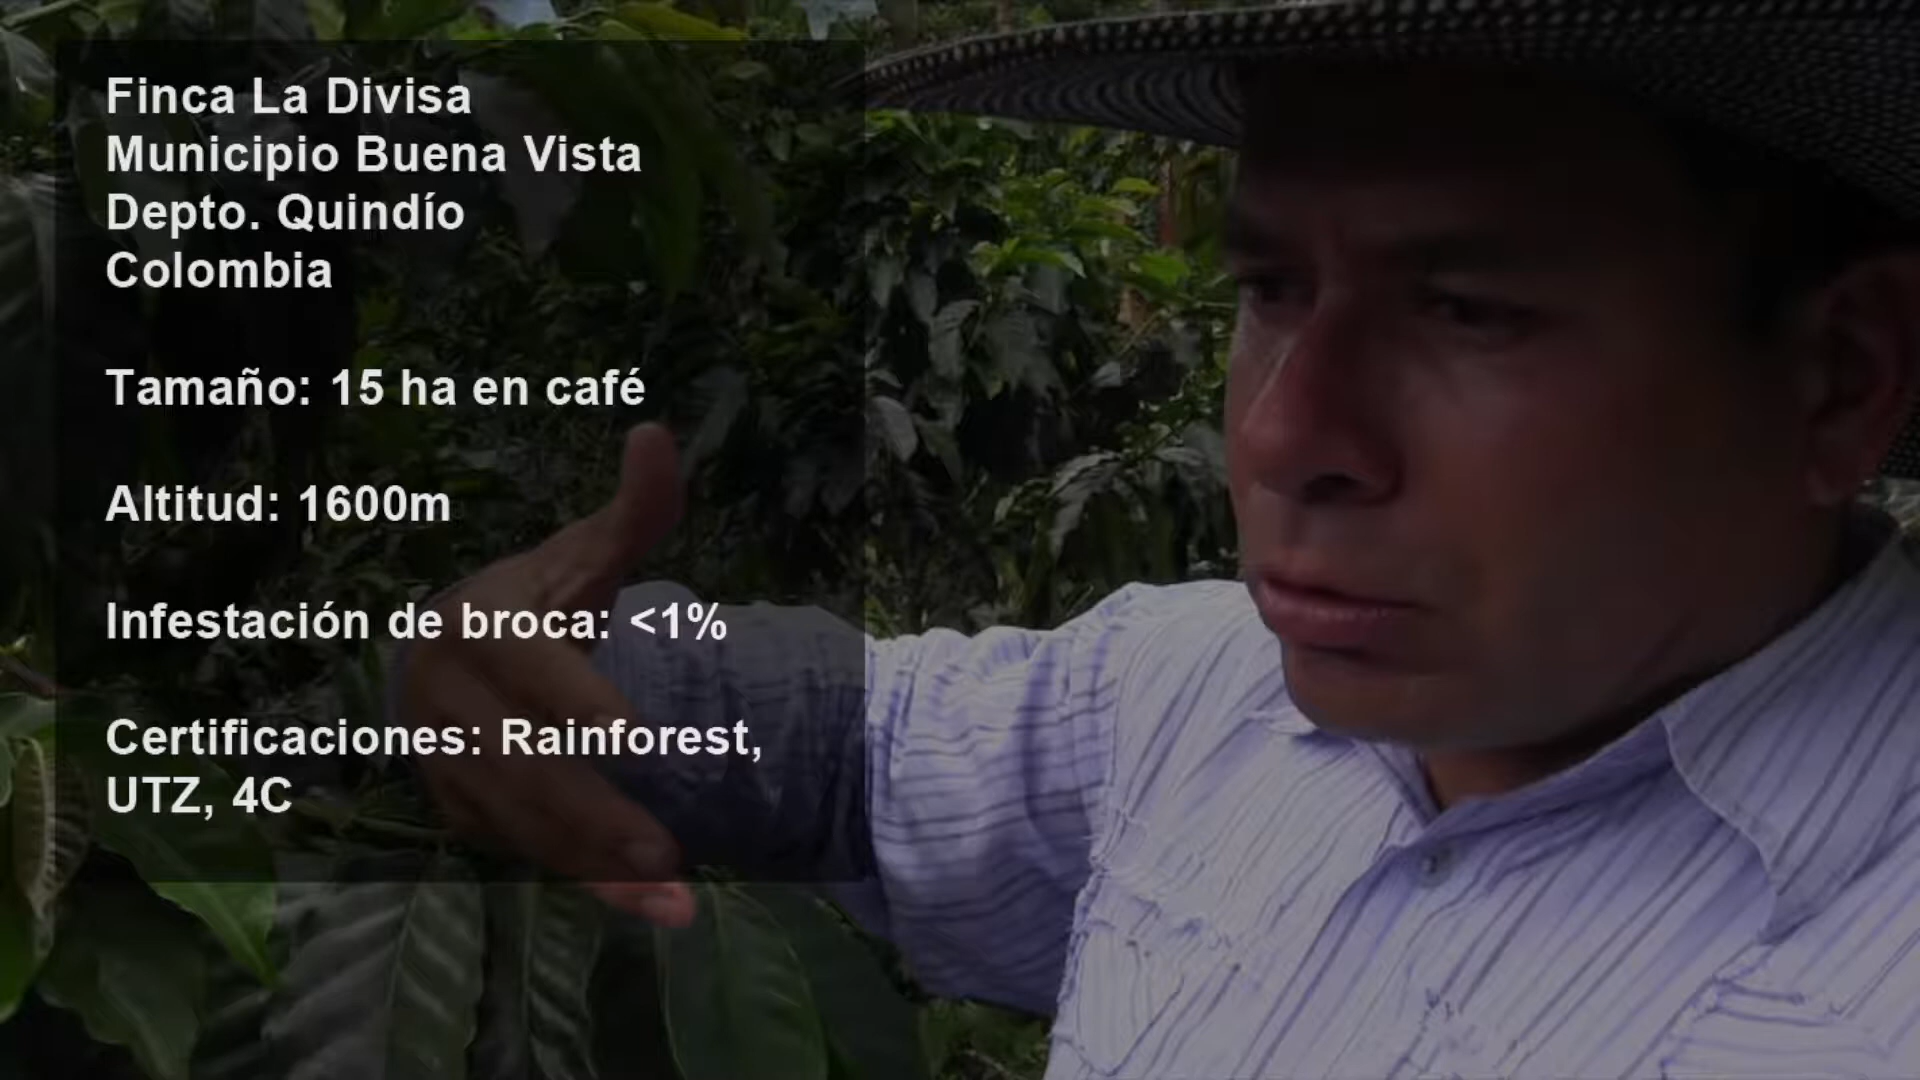 Finca La Divisa
Municipio Buena Vista
Depto. Quindío
Colombia
Tamaño: 15 ha en café
Altitud: 1600m
Infestación de broca: <1%
Certificaciones: Rainforest,
UTZ, 4C